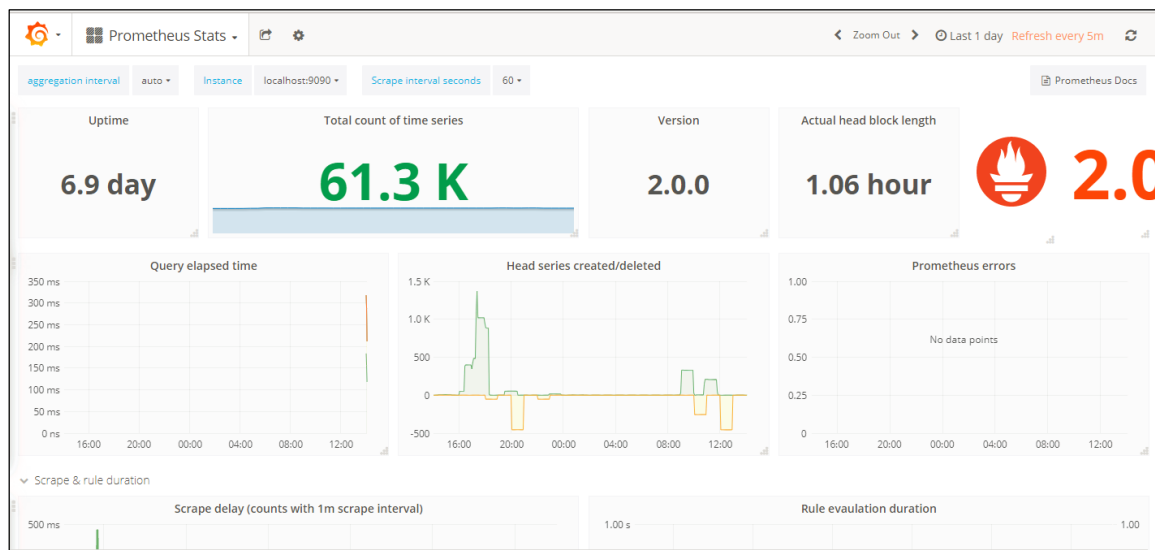 Prometheus Stats
Zoom Out
Last 1 day
Refresh every 5m
aggregation interval
auto
Instance
localhost:9090
Scrape interval seconds
60
Prometheus Docs
Uptime
6.9 day
Total count of time series
61.3 K
Version
2.0.0
Actual head block length
1.06 hour
2.0
Query elapsed time
350 ms
300 ms
250 ms
200 ms
150 ms
100 ms
50 ms
0 ns
16:00 20:00 00:00 04:00 08:00 12:00
Head series created/deleted
1.5 K
1.0 K
500
0
-500
16:00 20:00 00:00 04:00 08:00 12:00
Prometheus errors
1.00
0.75
0.50
0.25
0
No data points
16:00 20:00 00:00 04:00 08:00 12:00
Scrape & rule duration
Scrape delay (counts with 1m scrape interval)
500 ms
Rule evaulation duration
1.00 s
1.00